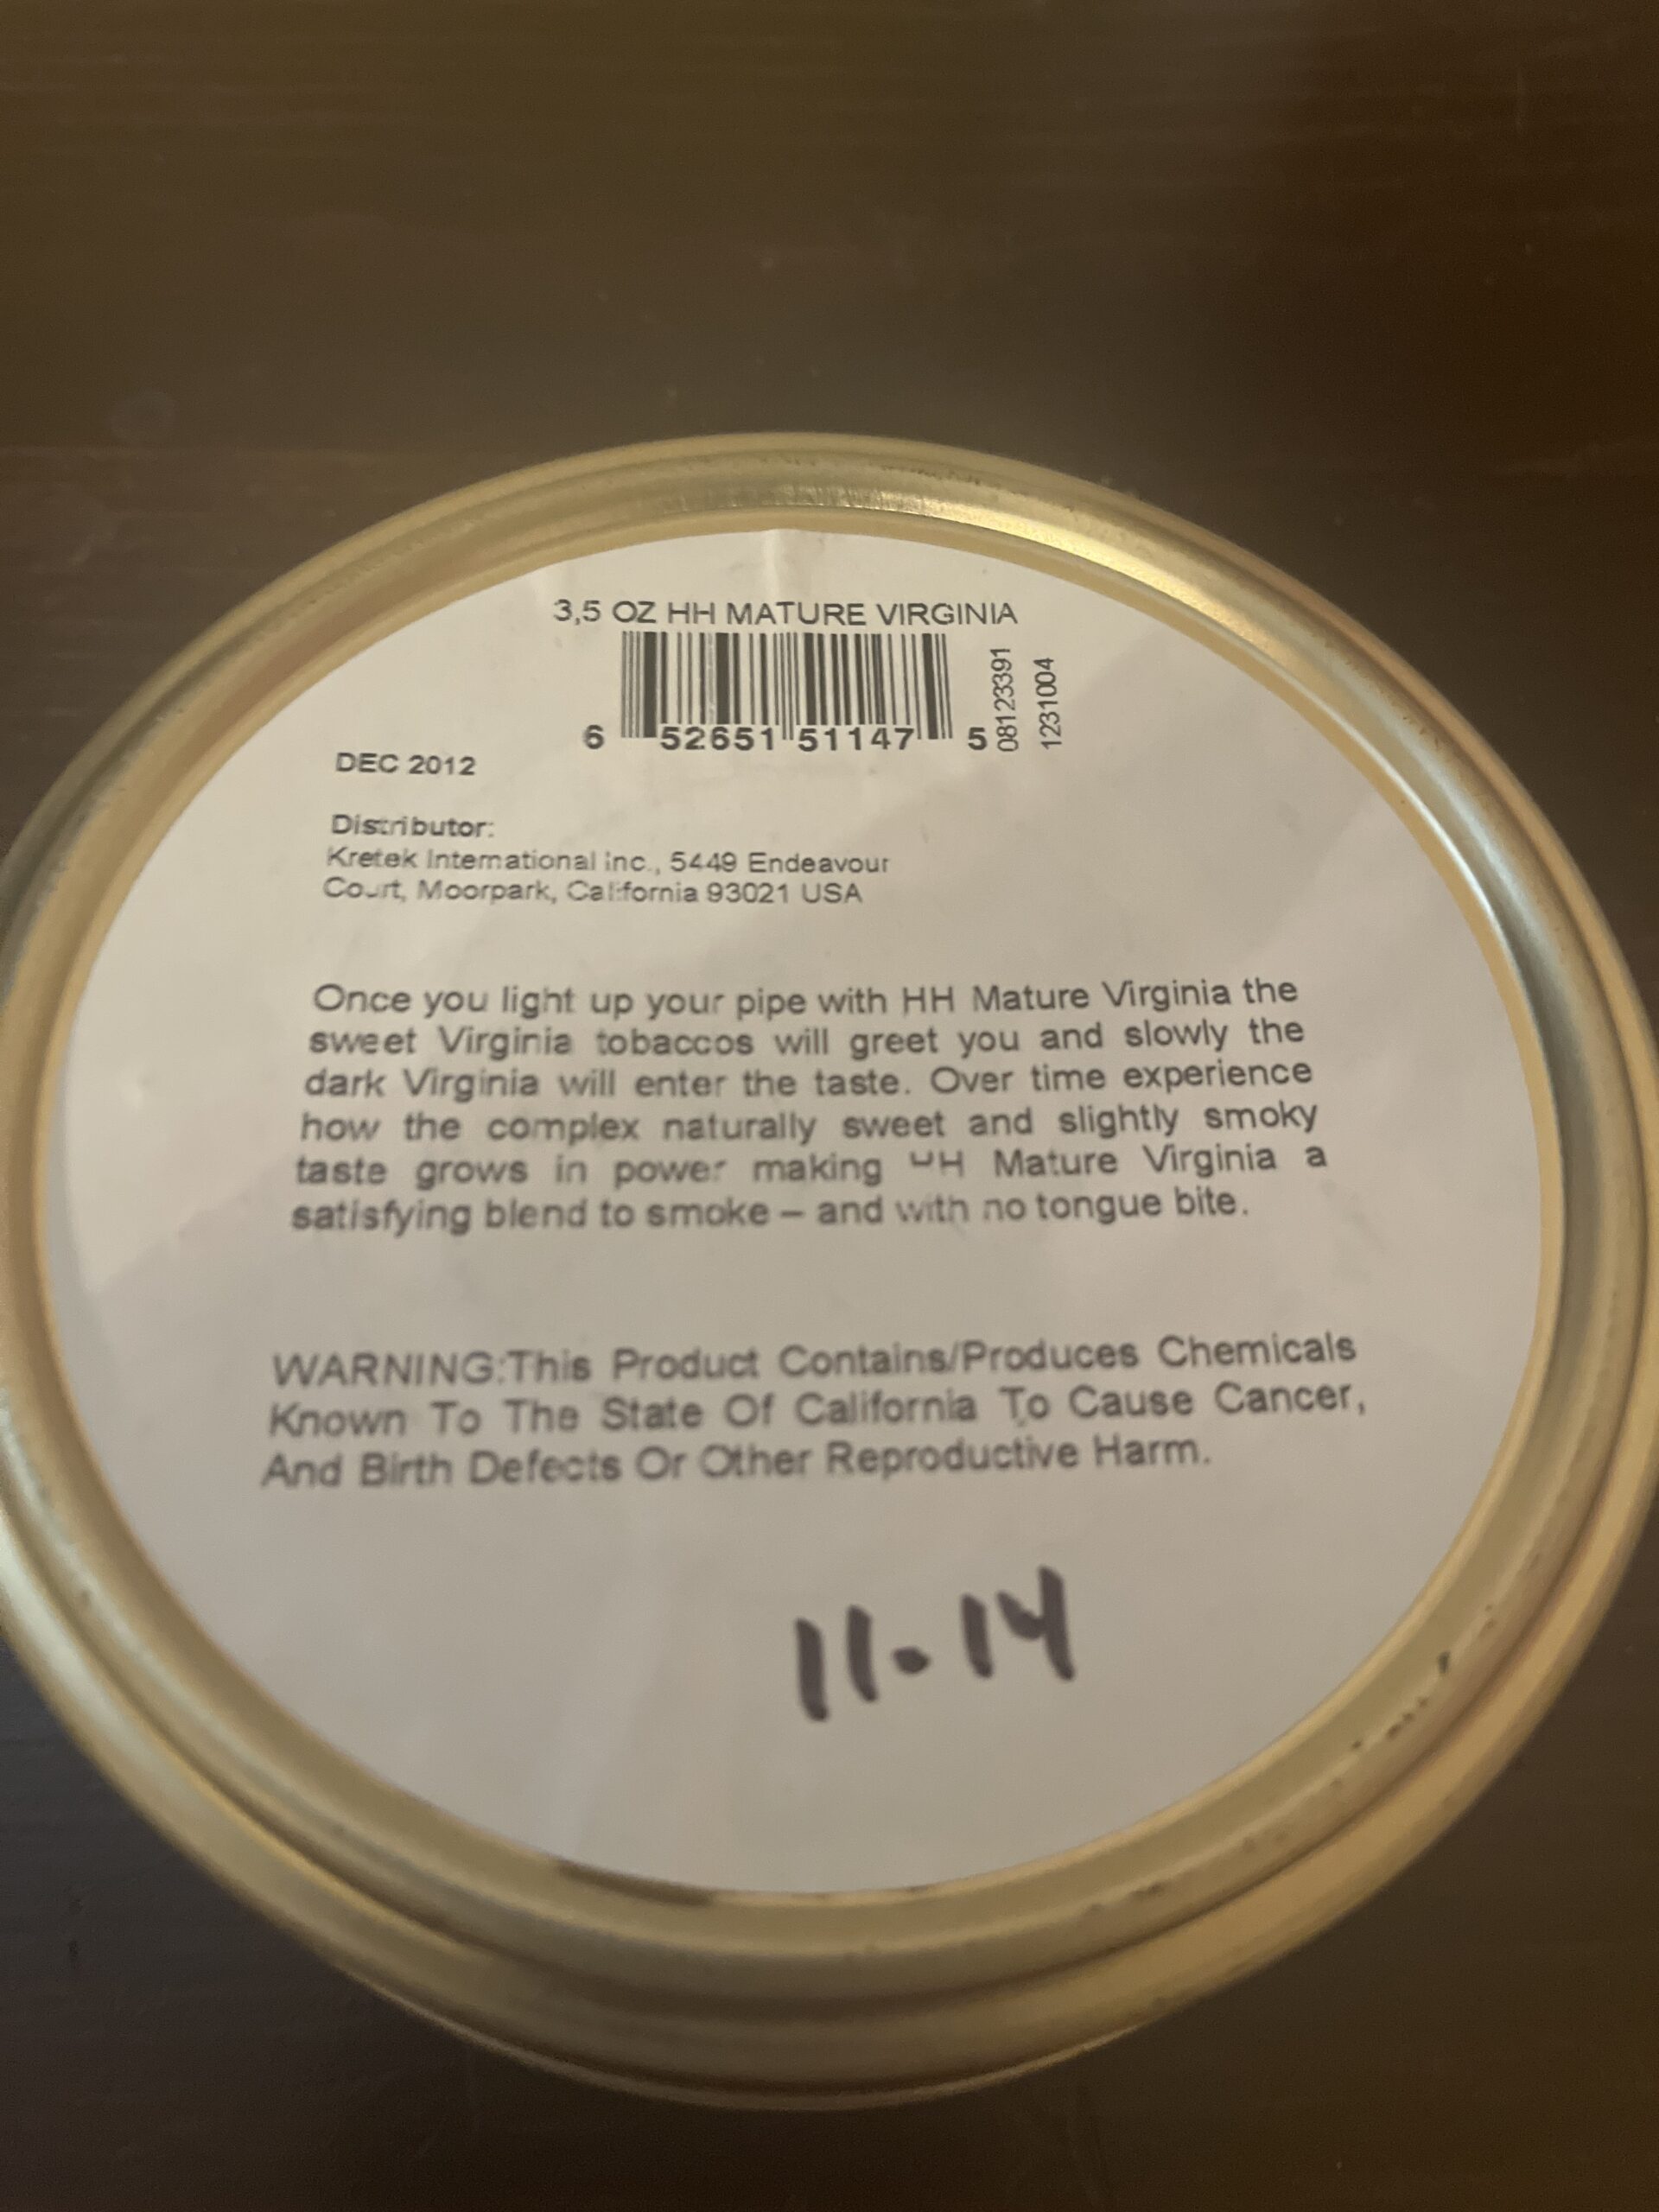 3,5 OZ HH MATURE VIRGINIA
6 52651 51147 5
08123391
1231004
DEC 2012
Distributor:
Kretek International Inc., 5449 Endeavour
Court, Moorpark, California 93021 USA
Once you light up your pipe with HH Mature Virginia the
sweet Virginia tobaccos will greet you and slowly the
dark Virginia will enter the taste. Over time experience
how the complex naturally sweet and slightly smoky
taste grows in power making HH Mature Virginia a
satisfying blend to smoke – and with no tongue bite.
WARNING:This Product Contains/Produces Chemicals
Known To The State Of California To Cause Cancer,
And Birth Defects Or Other Reproductive Harm.
11.14